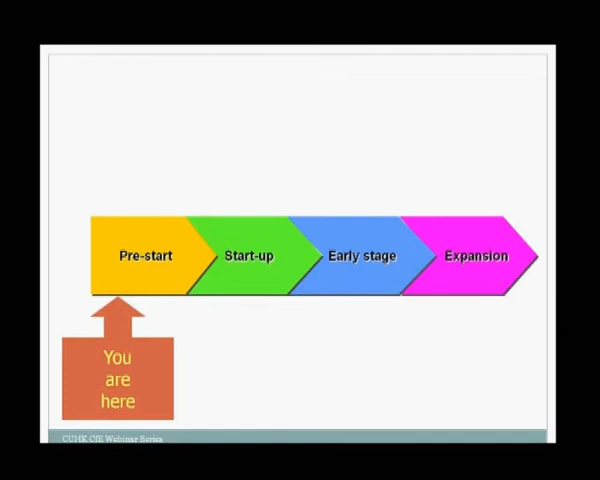 Pre-start
Start-up
Early stage
Expansion
You
are
here
CUHK CfE Webinar Series